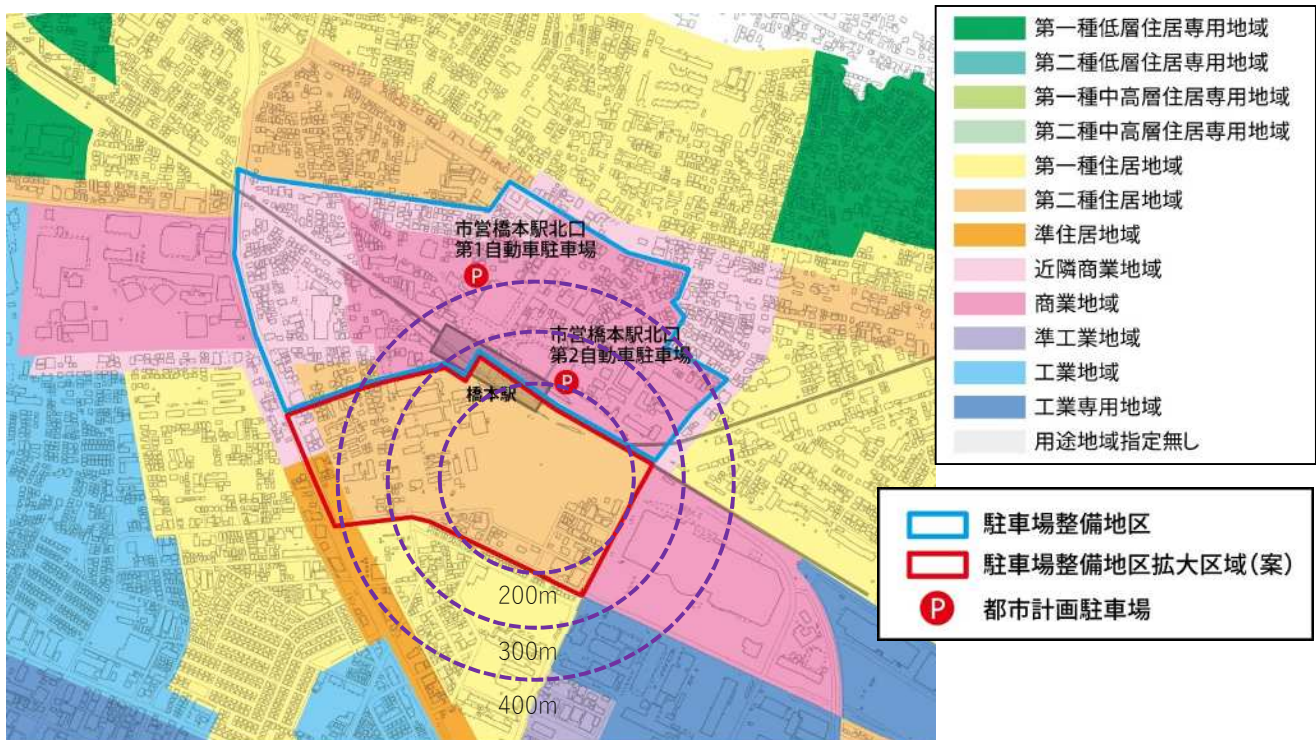 市営橋本駅北口
第1自動車駐車場
P
市営橋本駅北口
第2自動車駐車場
P
橋本駅
200m
300m
400m
第一種低層住居専用地域
第二種低層住居専用地域
第一種中高層住居専用地域
第二種中高層住居専用地域
第一種住居地域
第二種住居地域
準住居地域
近隣商業地域
商業地域
準工業地域
工業地域
工業専用地域
用途地域指定無し
駐車場整備地区
駐車場整備地区拡大区域(案)
P 都市計画駐車場